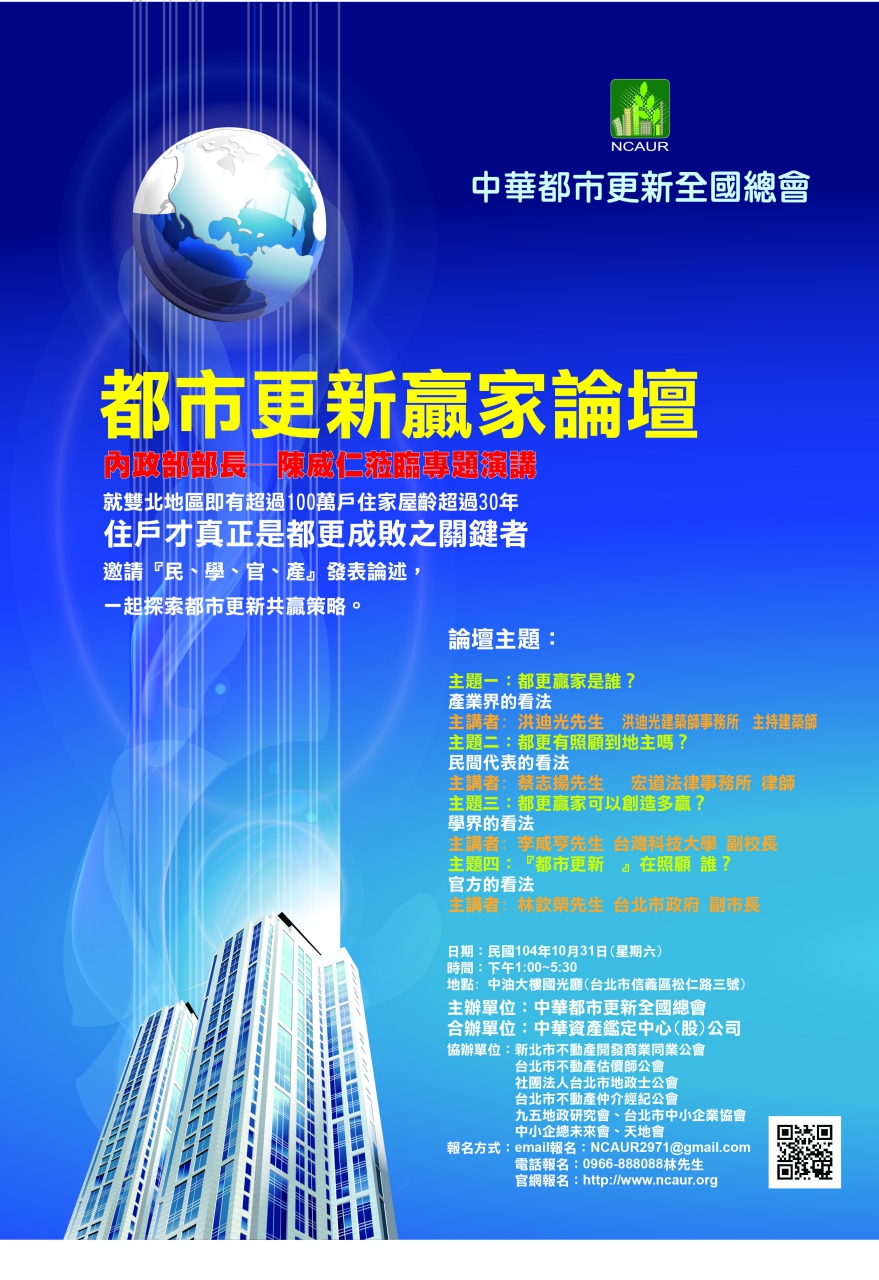 NCAUR
中華都市更新全國總會
都市更新贏家論壇
內政部部長─陳威仁蒞臨專題演講
就雙北地區即有超過100萬戶住家屋齡超過30年
住戶才真正是都更成敗之關鍵者
邀請『民、學、官、產』發表論述，
一起探索都市更新共贏策略。
論壇主題：
主題一：都更贏家是誰？
產業界的看法
主講者: 洪迪光先生 洪迪光建築師事務所 主持建築師
主題二：都更有照顧到地主嗎？
民間代表的看法
主講者: 蔡志揚先生 宏道法律事務所 律師
主題三：都更贏家可以創造多贏？
學界的看法
主講者: 李咸亨先生 台灣科技大學 副校長
主題四：『都市更新 』在照顧 誰？
官方的看法
主講者: 林欽榮先生 台北市政府 副市長
日期：民國104年10月31日(星期六)
時間：下午1:00~5:30
地點: 中油大樓國光廳(台北市信義區松仁路三號)
主辦單位：中華都市更新全國總會
合辦單位：中華資產鑑定中心(股)公司
協辦單位：新北市不動產開發商業同業公會
台北市不動產估價師公會
社團法人台北市地政士公會
台北市不動產仲介經紀公會
九五地政研究會、台北市中小企業協會
中小企總未來會、天地會
報名方式：email報名：NCAUR2971@gmail.com
電話報名：0966-888088林先生
官網報名：http://www.ncaur.org